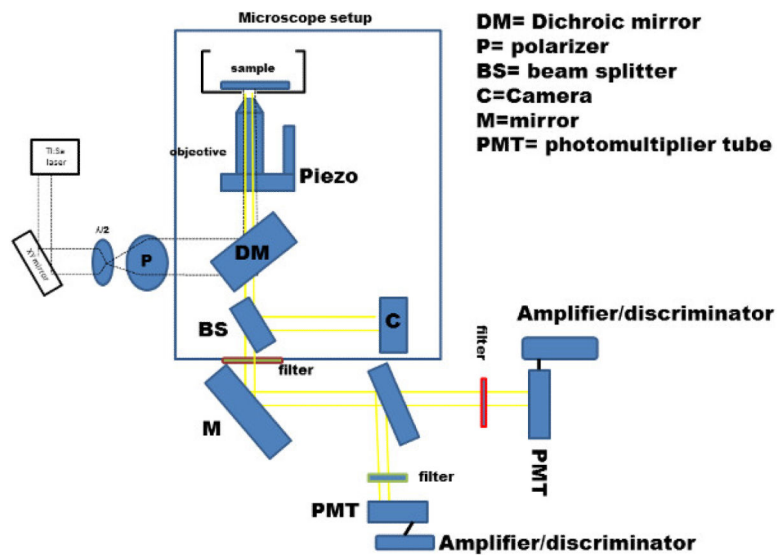 Microscope setup
DM= Dichroic mirror
P= polarizer
BS= beam splitter
C=Camera
M=mirror
PMT= photomultiplier tube
sample
Ti:Sa
laser
objective
Piezo
λ/2
XY mirror
P
DM
BS
C
Amplifier/discriminator
filter
filter
M
PMT
filter
PMT
Amplifier/discriminator